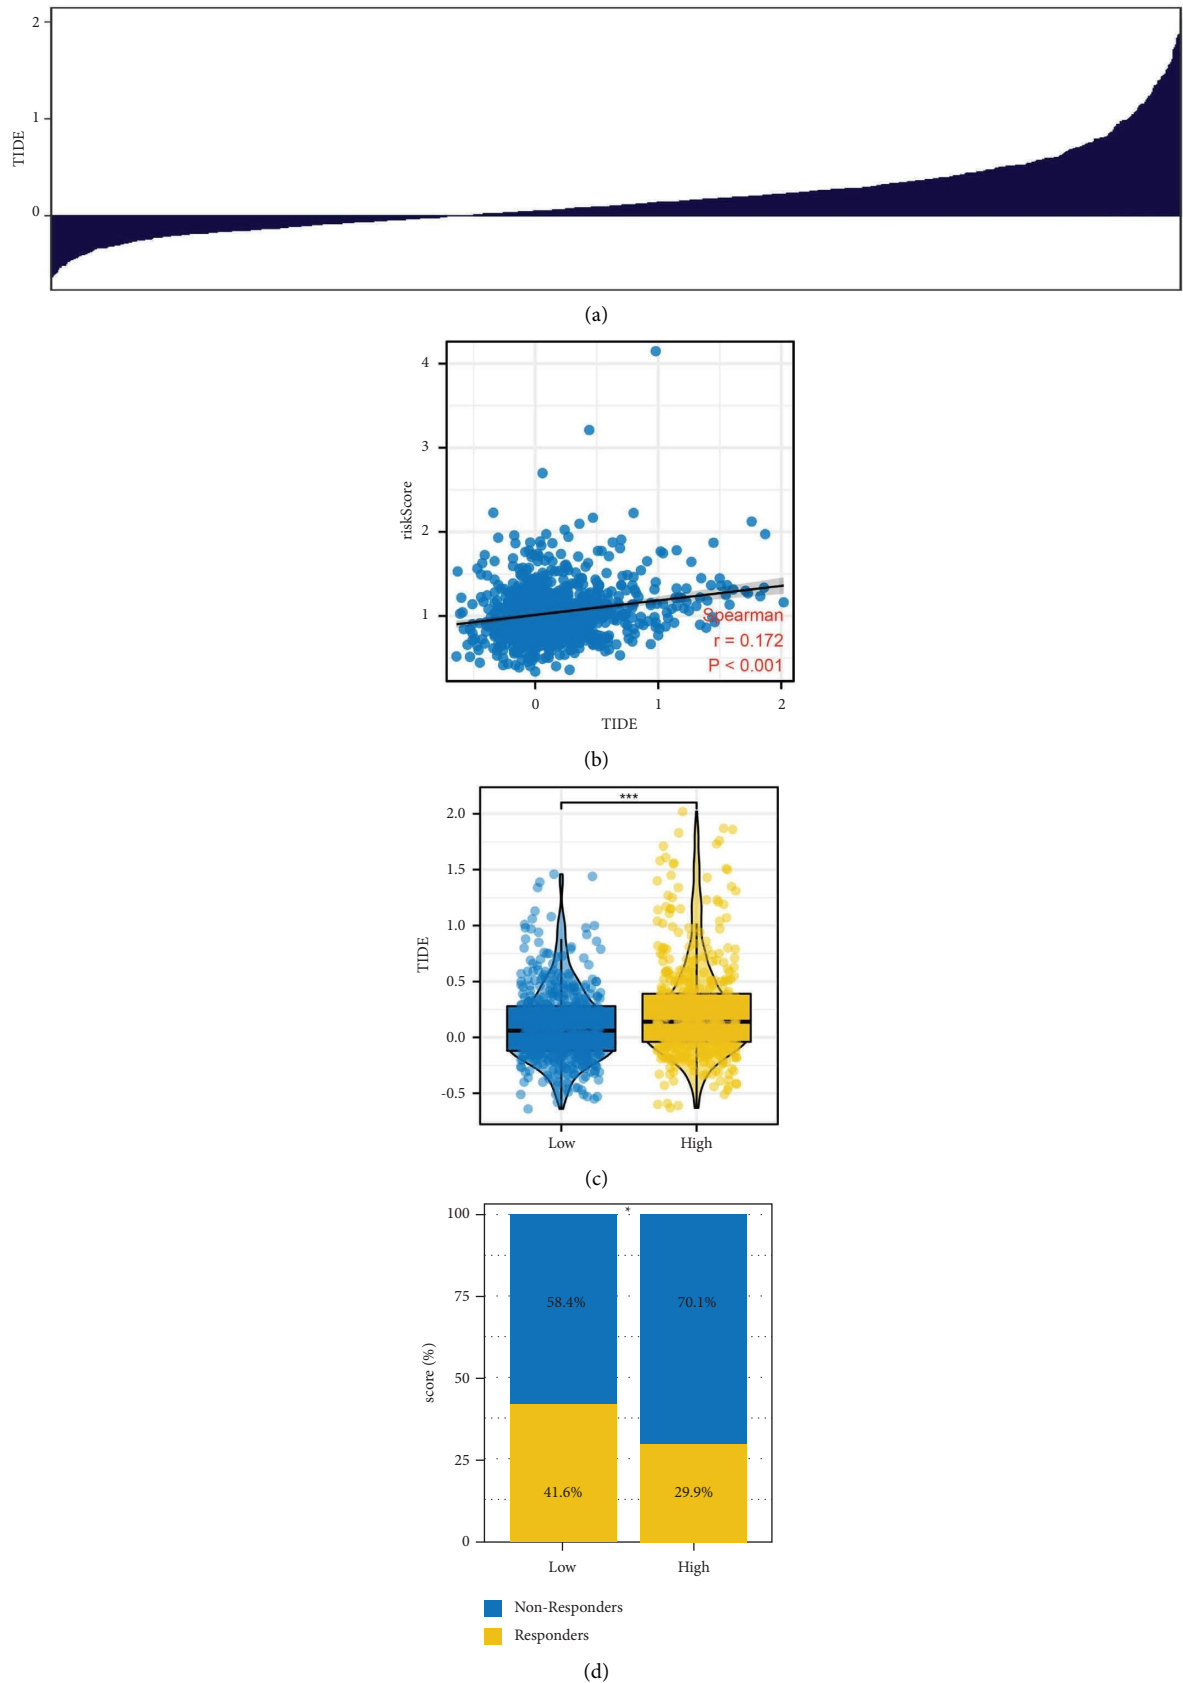 2
1
0
TIDE
(a)
4
3
2
1
riskScore
Spearman
r = 0.172
P < 0.001
0 1 2
TIDE
(b)
***
2.0
1.5
1.0
0.5
0.0
-0.5
TIDE
Low High
(c)
*
100
75
50
25
0
score (%)
58.4% 70.1%
41.6% 29.9%
Low High
Non-Responders
Responders
(d)